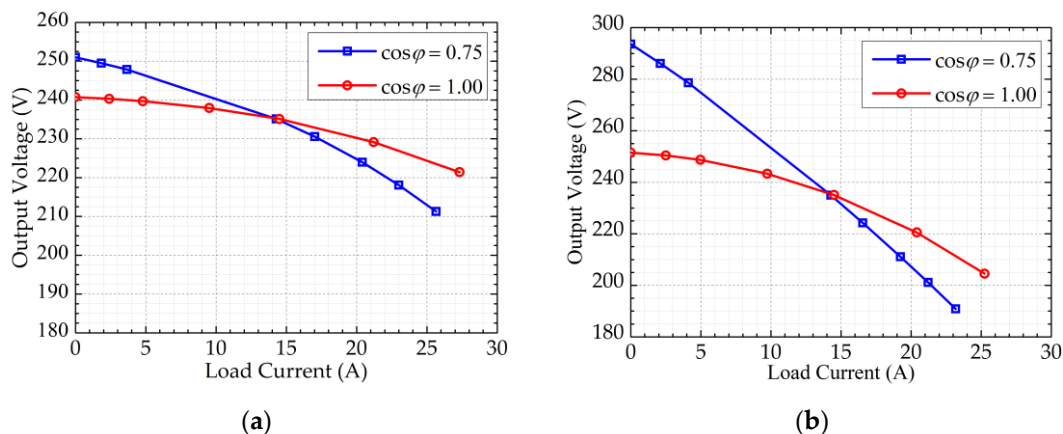 260
250
240
230
220
210
200
190
180
Output Voltage (V)
cosφ = 0.75
cosφ = 1.00
0 5 10 15 20 25 30
Load Current (A)
(a)
300
280
260
240
220
200
180
Output Voltage (V)
cosφ = 0.75
cosφ = 1.00
0 5 10 15 20 25 30
Load Current (A)
(b)